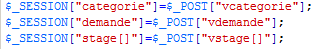 $_SESSION["categorie"]=$_POST["vcategorie"];
$_SESSION["demande"]=$_POST["vdemande"];
$_SESSION["stage[]"]=$_POST["vstage[]"];